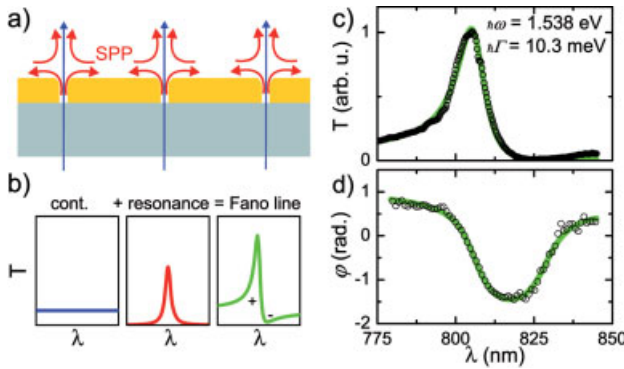 a)
SPP
b)
cont. + resonance = Fano line
T
+
-
λ λ λ
c)
ħω = 1.538 eV
ħΓ = 10.3 meV
T (arb. u.)
1
0
d)
φ (rad.)
1
0
-1
-2
775 800 825 850
λ (nm)